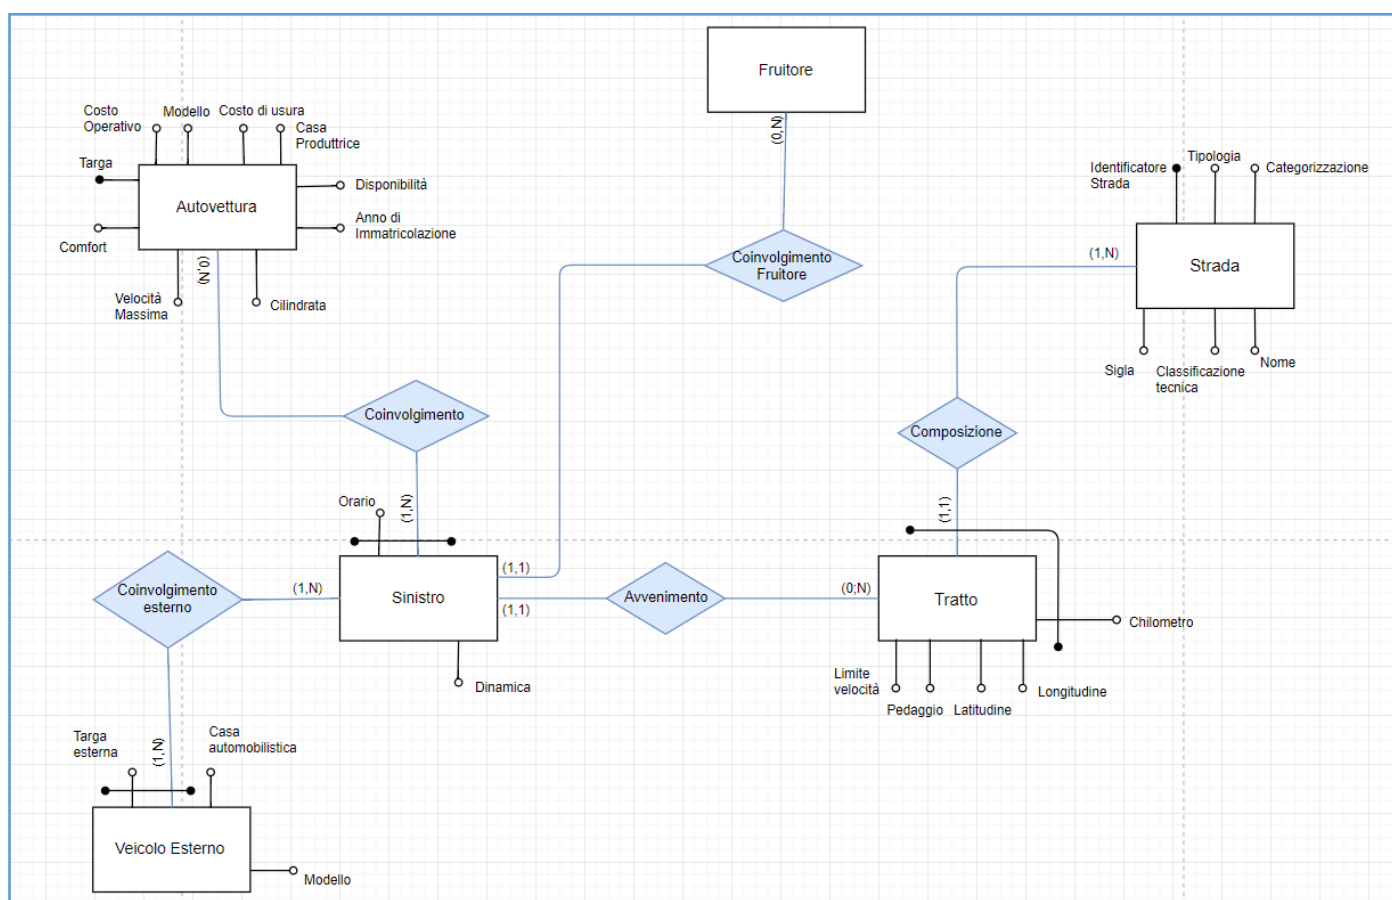 Fruitore
(0,N)
Costo
Operativo
Modello
Costo di usura
Casa
Produttrice
Targa
Disponibilità
Autovettura
Anno di
Immatricolazione
Comfort
(0,N)
Velocità
Massima
Cilindrata
Coinvolgimento
Fruitore
Identificatore
Strada
Tipologia
Categorizzazione
(1,N)
Strada
Sigla
Classificazione
tecnica
Nome
Coinvolgimento
Composizione
Orario
(1,N)
(1,1)
Coinvolgimento
esterno
(1,N)
Sinistro
(1,1)
(1,1)
Avvenimento
(0;N)
Tratto
Chilometro
Dinamica
Limite
velocità
Pedaggio
Latitudine
Longitudine
Targa
esterna
(1,N)
Casa
automobilistica
Veicolo Esterno
Modello